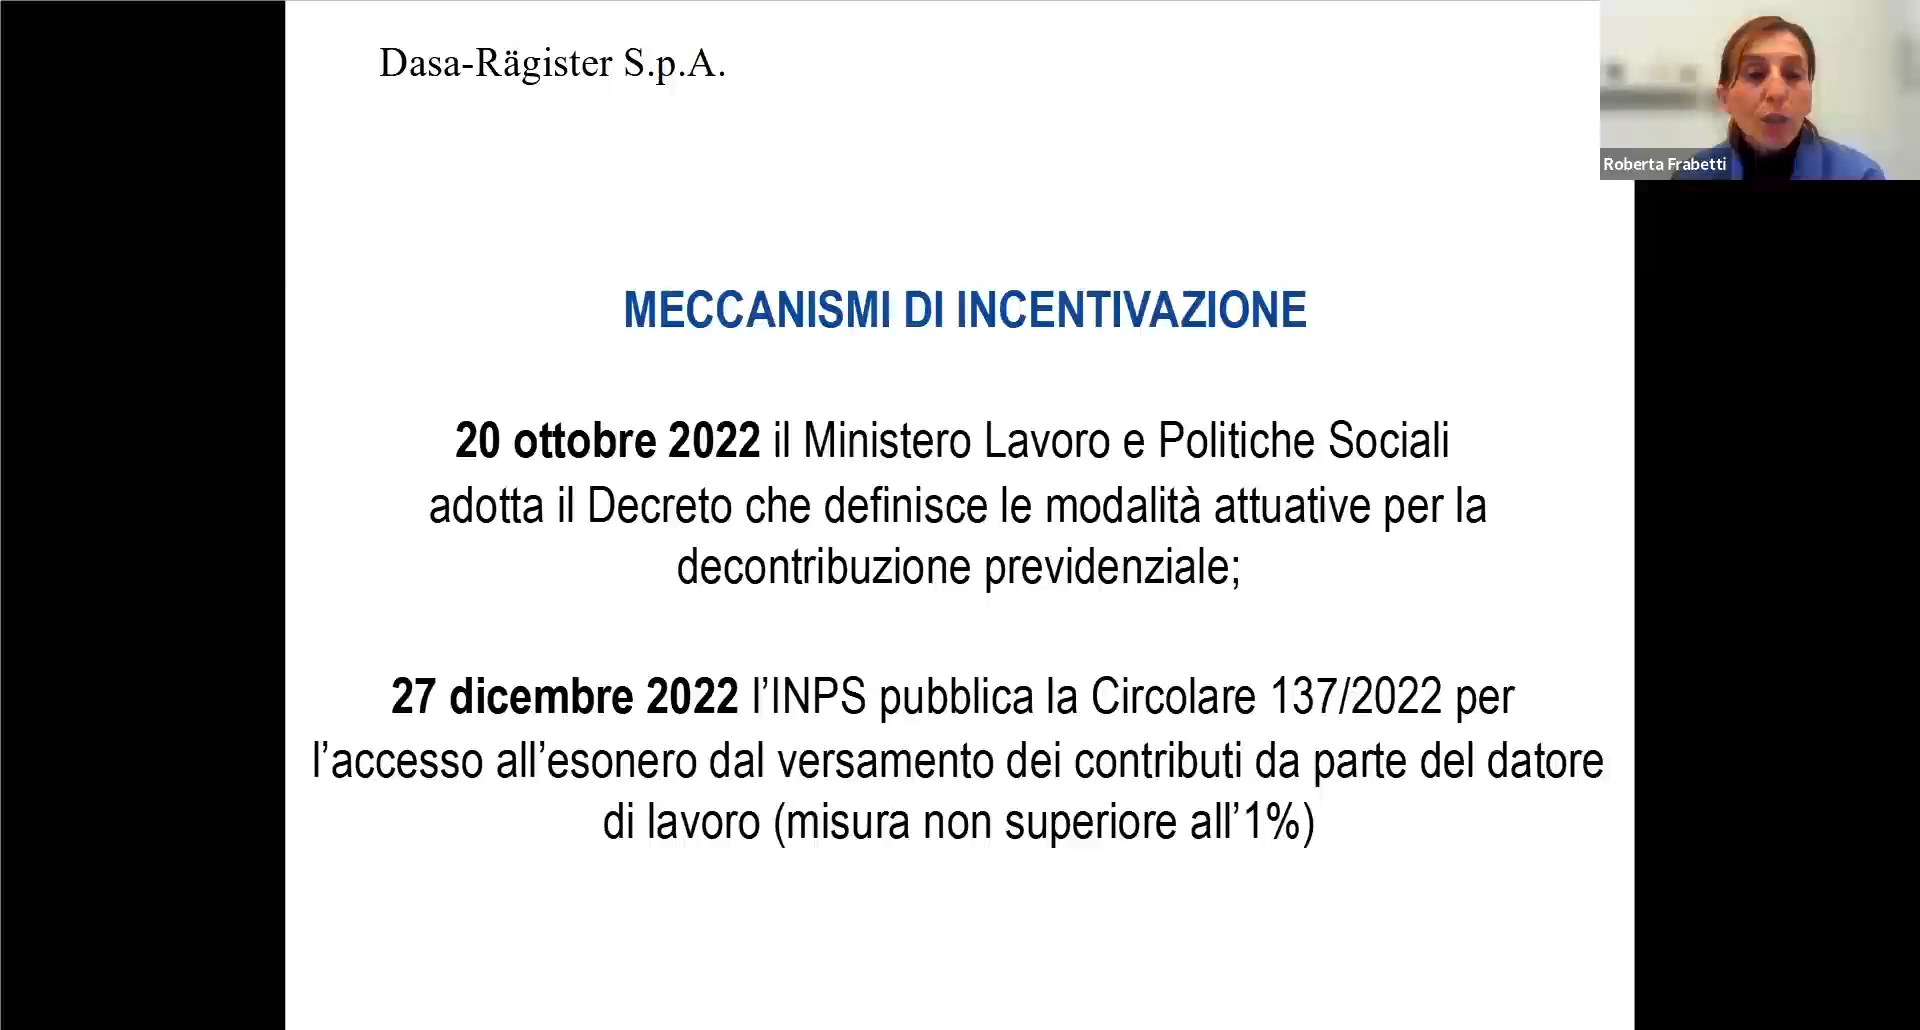 Dasa-Rägister S.p.A.
Roberta Frabetti
MECCANISMI DI INCENTIVAZIONE
20 ottobre 2022 il Ministero Lavoro e Politiche Sociali
adotta il Decreto che definisce le modalità attuative per la
decontribuzione previdenziale;
27 dicembre 2022 l’INPS pubblica la Circolare 137/2022 per
l’accesso all’esonero dal versamento dei contributi da parte del datore
di lavoro (misura non superiore all’1%)